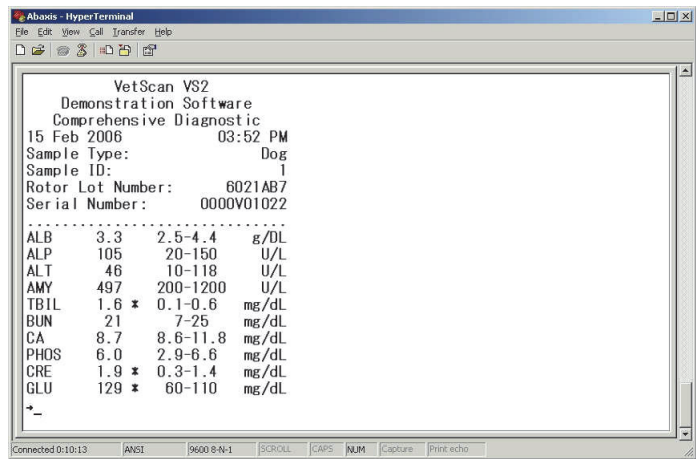 Abaxis - HyperTerminal
File Edit View Call Transfer Help
VetScan VS2
Demonstration Software
Comprehensive Diagnostic
15 Feb 2006 03:52 PM
Sample Type: Dog
Sample ID: 1
Rotor Lot Number: 6021AB7
Serial Number: 0000V01022
..............................
ALB 3.3 2.5-4.4 g/DL
ALP 105 20-150 U/L
ALT 46 10-118 U/L
AMY 497 200-1200 U/L
TBIL 1.6 * 0.1-0.6 mg/dL
BUN 21 7-25 mg/dL
CA 8.7 8.6-11.8 mg/dL
PHOS 6.0 2.9-6.6 mg/dL
CRE 1.9 * 0.3-1.4 mg/dL
GLU 129 * 60-110 mg/dL
→_
Connected 0:10:13 ANSI 9600 8-N-1 SCROLL CAPS NUM Capture Print echo